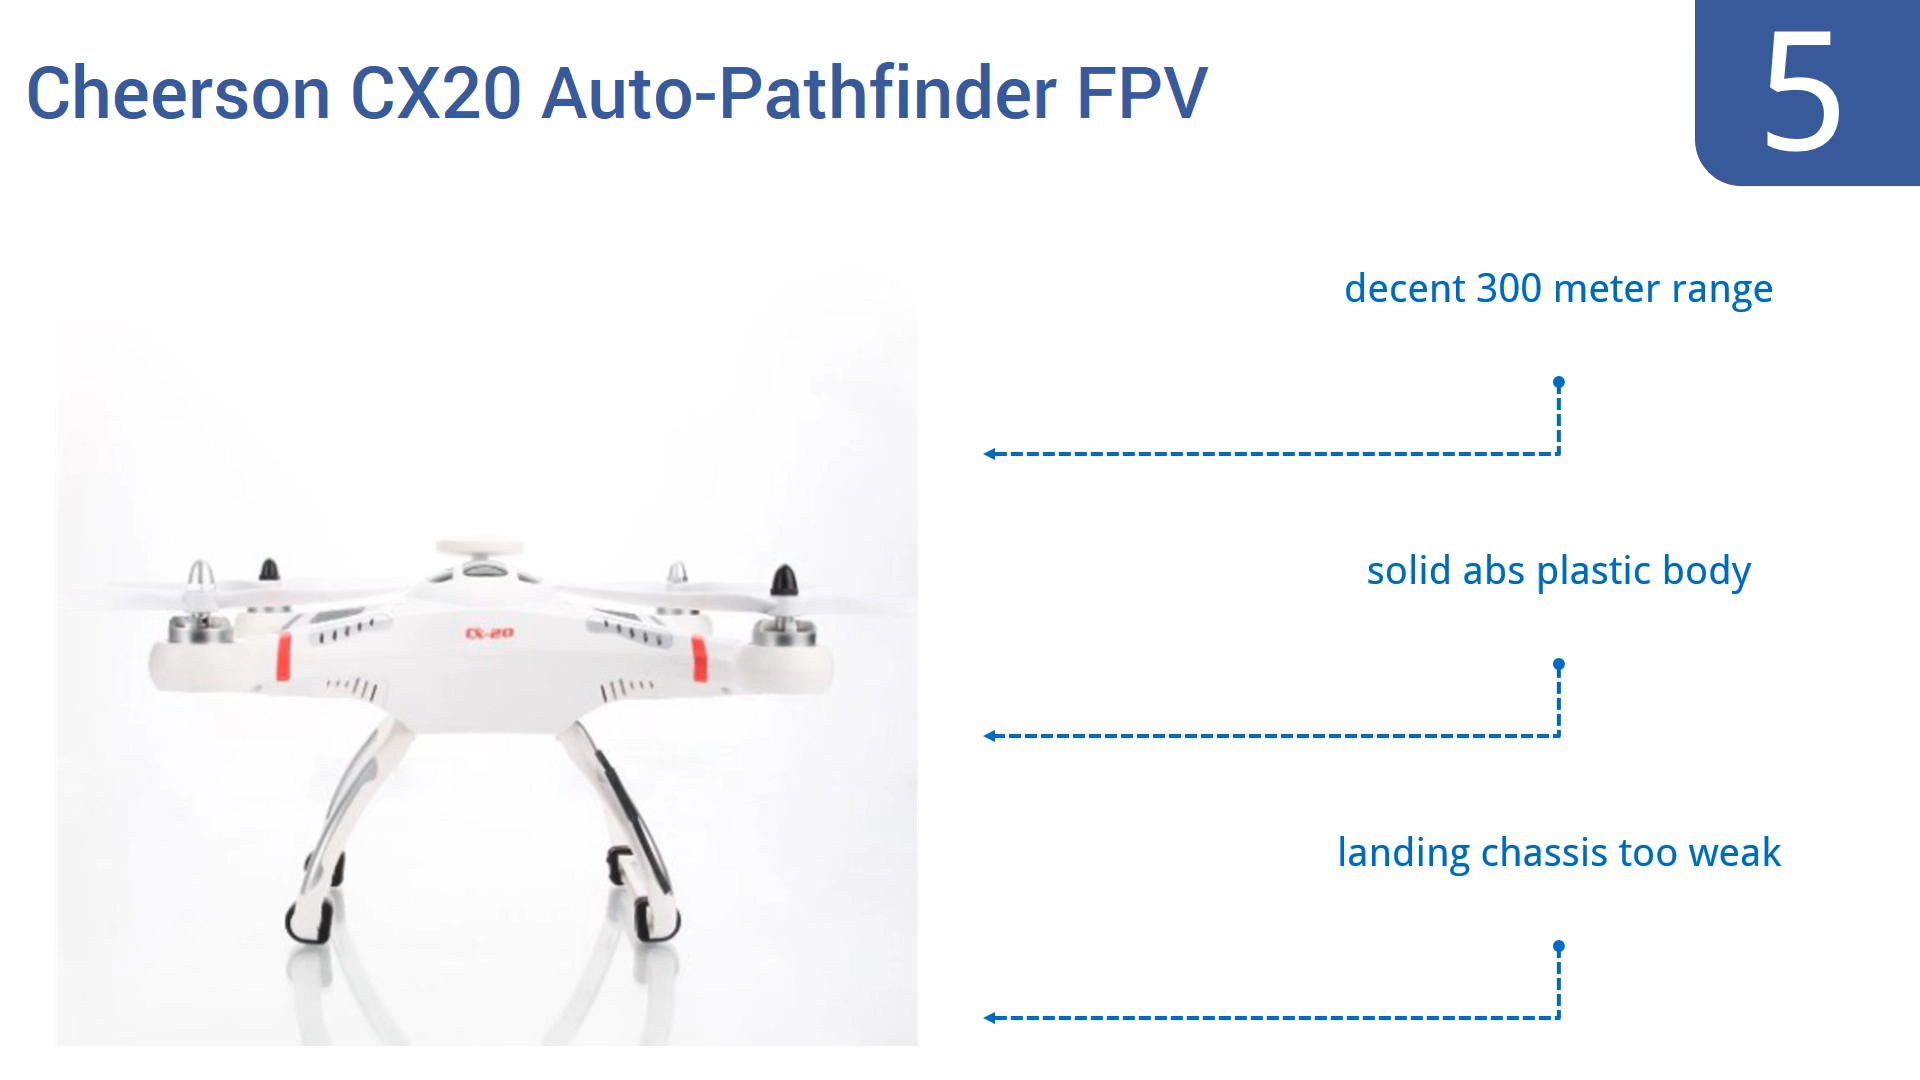 Cheerson CX20 Auto-Pathfinder FPV
5
decent 300 meter range
solid abs plastic body
CX-20
landing chassis too weak